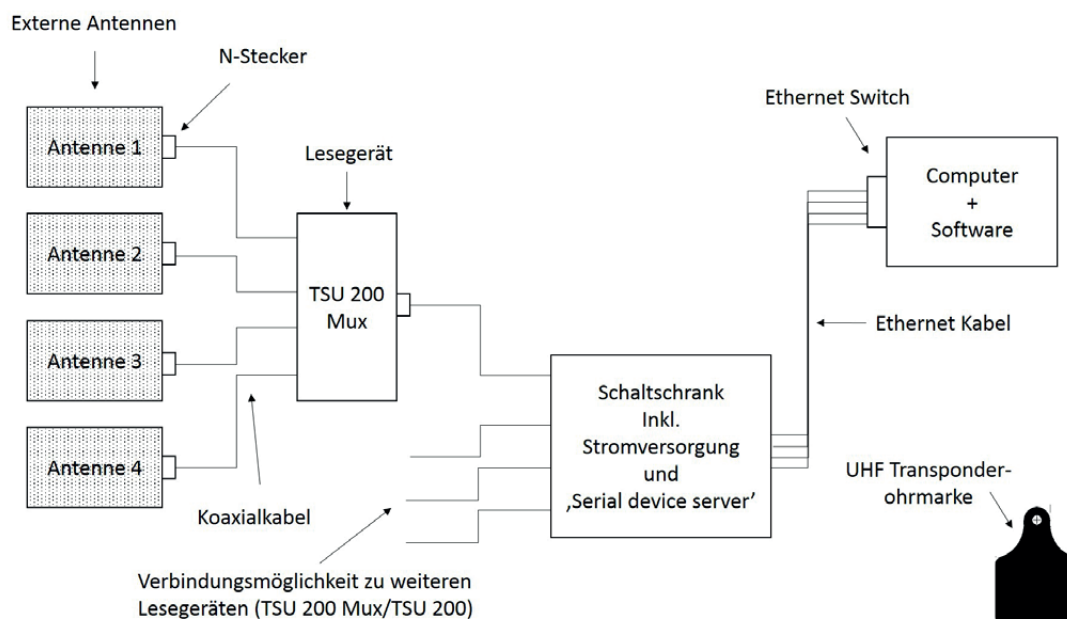 Externe Antennen
N-Stecker
Antenne 1
Antenne 2
Antenne 3
Antenne 4
Lesegerät
TSU 200
Mux
Koaxialkabel
Verbindungsmöglichkeit zu weiteren
Lesegeräten (TSU 200 Mux/TSU 200)
Schaltschrank
Inkl.
Stromversorgung
und
‚Serial device server’
Ethernet Switch
Computer
+
Software
Ethernet Kabel
UHF Transponder-
ohrmarke